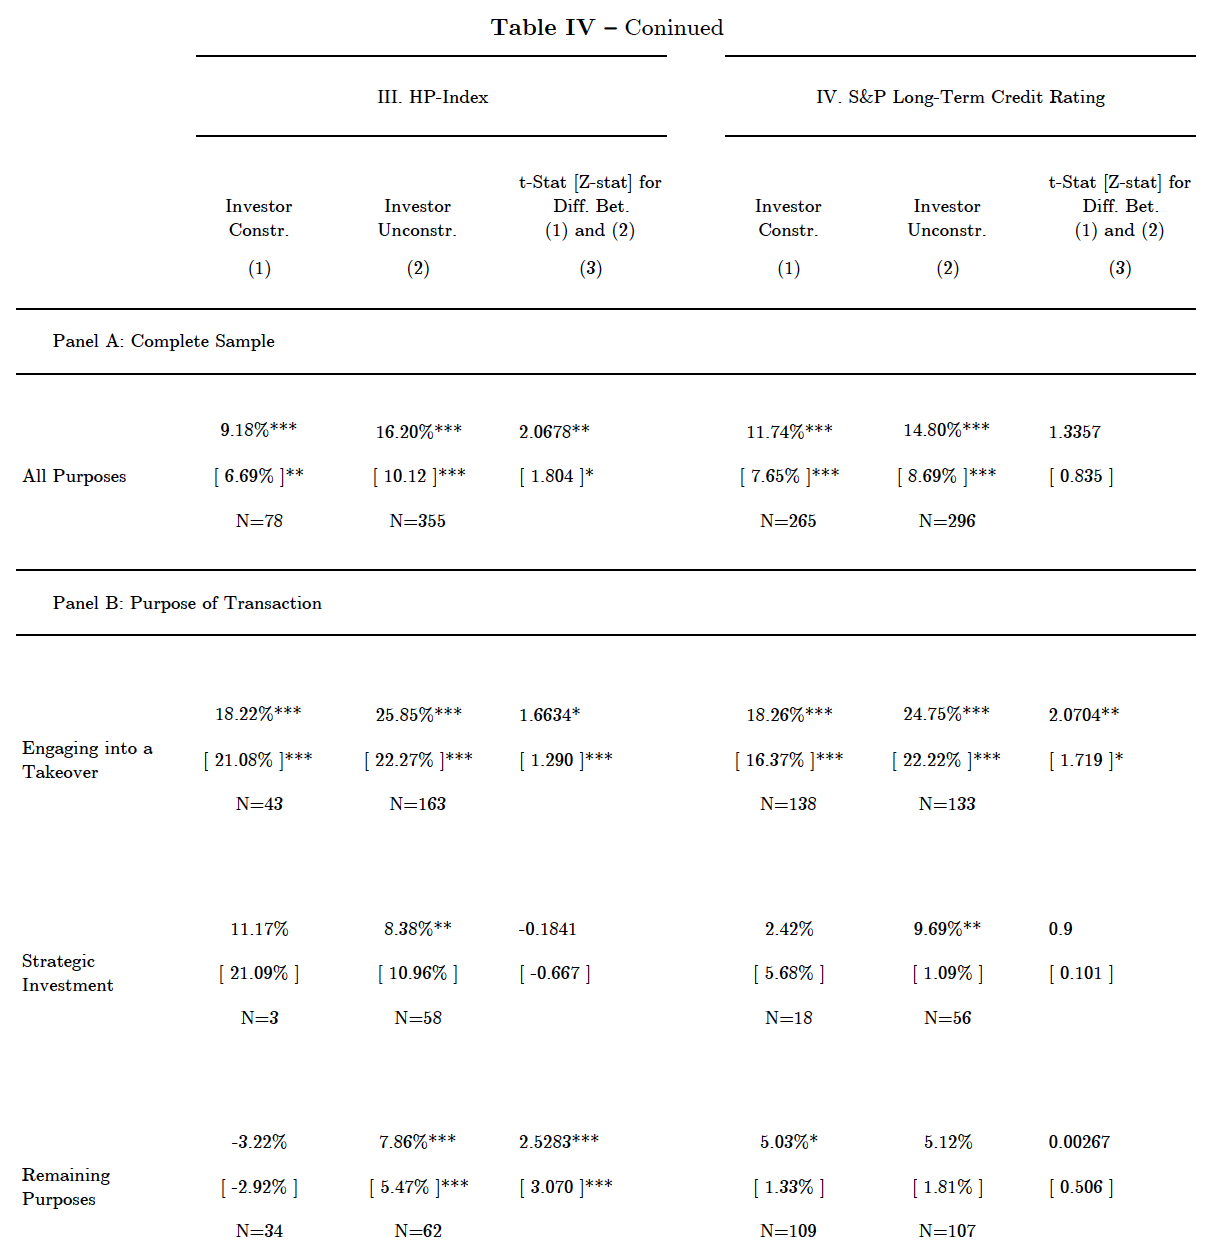 Table IV – Coninued
III. HP-Index IV. S&P Long-Term Credit Rating
t-Stat [Z-stat] for t-Stat [Z-stat] for
Investor Investor Diff. Bet. Investor Investor Diff. Bet.
Constr. Unconstr. (1) and (2) Constr. Unconstr. (1) and (2)
(1) (2) (3) (1) (2) (3)
Panel A: Complete Sample
9.18%*** 16.20%*** 2.0678** 11.74%*** 14.80%*** 1.3357
All Purposes [ 6.69% ]** [ 10.12 ]*** [ 1.804 ]* [ 7.65% ]*** [ 8.69% ]*** [ 0.835 ]
N=78 N=355 N=265 N=296
Panel B: Purpose of Transaction
18.22%*** 25.85%*** 1.6634* 18.26%*** 24.75%*** 2.0704**
Engaging into a
Takeover
[ 21.08% ]*** [ 22.27% ]*** [ 1.290 ]*** [ 16.37% ]*** [ 22.22% ]*** [ 1.719 ]*
N=43 N=163 N=138 N=133
11.17% 8.38%** -0.1841 2.42% 9.69%** 0.9
Strategic
Investment
[ 21.09% ] [ 10.96% ] [ -0.667 ] [ 5.68% ] [ 1.09% ] [ 0.101 ]
N=3 N=58 N=18 N=56
-3.22% 7.86%*** 2.5283*** 5.03%* 5.12% 0.00267
Remaining
Purposes
[ -2.92% ] [ 5.47% ]*** [ 3.070 ]*** [ 1.33% ] [ 1.81% ] [ 0.506 ]
N=34 N=62 N=109 N=107